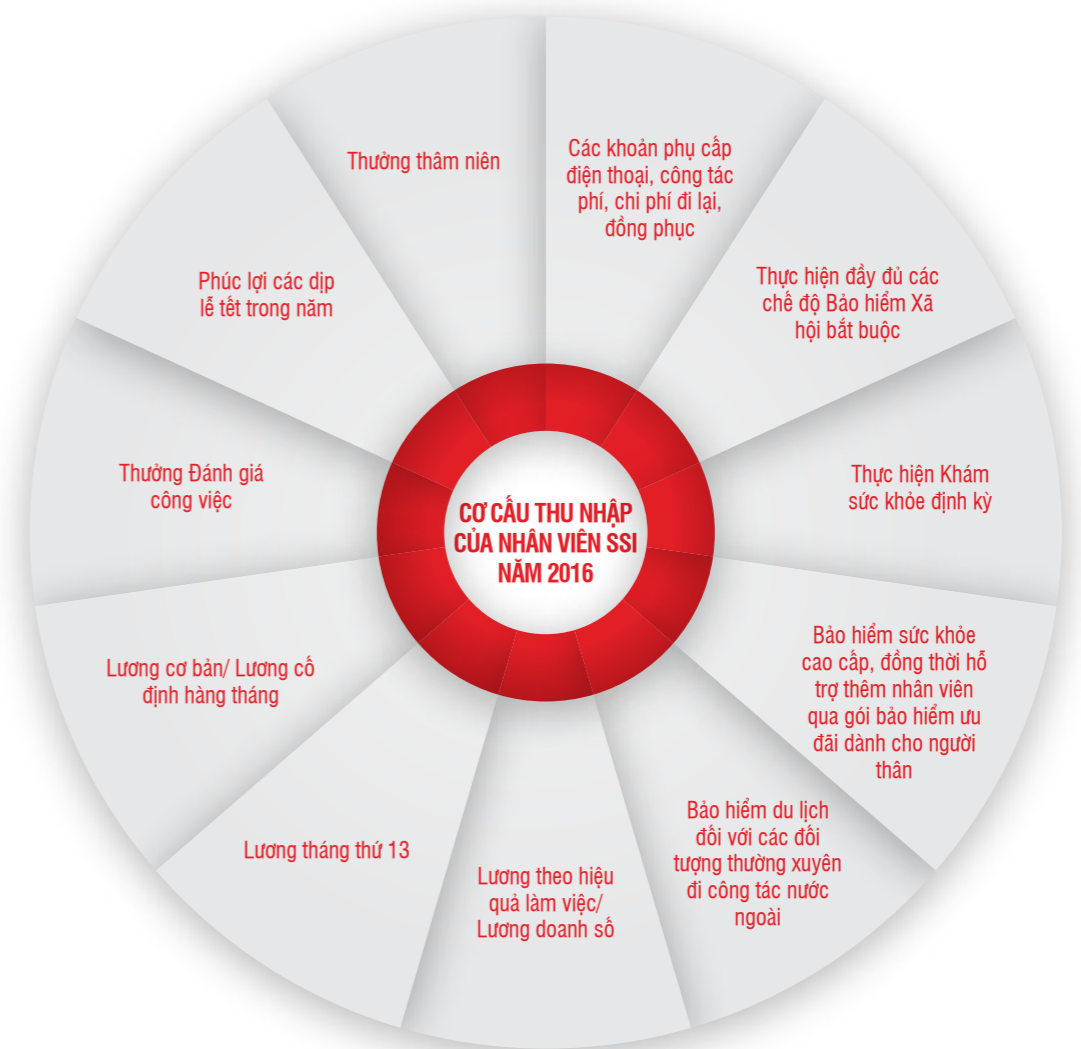 CƠ CẤU THU NHẬP
CỦA NHÂN VIÊN SSI
NĂM 2016
Các khoản phụ cấp
điện thoại, công tác
phí, chi phí đi lại,
đồng phục
Thực hiện đầy đủ các
chế độ Bảo hiểm Xã
hội bắt buộc
Thực hiện Khám
sức khỏe định kỳ
Bảo hiểm sức khỏe
cao cấp, đồng thời hỗ
trợ thêm nhân viên
qua gói bảo hiểm ưu
đãi dành cho người
thân
Bảo hiểm du lịch
đối với các đối
tượng thường xuyên
đi công tác nước
ngoài
Lương theo hiệu
quả làm việc/
Lương doanh số
Lương tháng thứ 13
Lương cơ bản/ Lương cố
định hàng tháng
Thưởng Đánh giá
công việc
Phúc lợi các dịp
lễ tết trong năm
Thưởng thâm niên